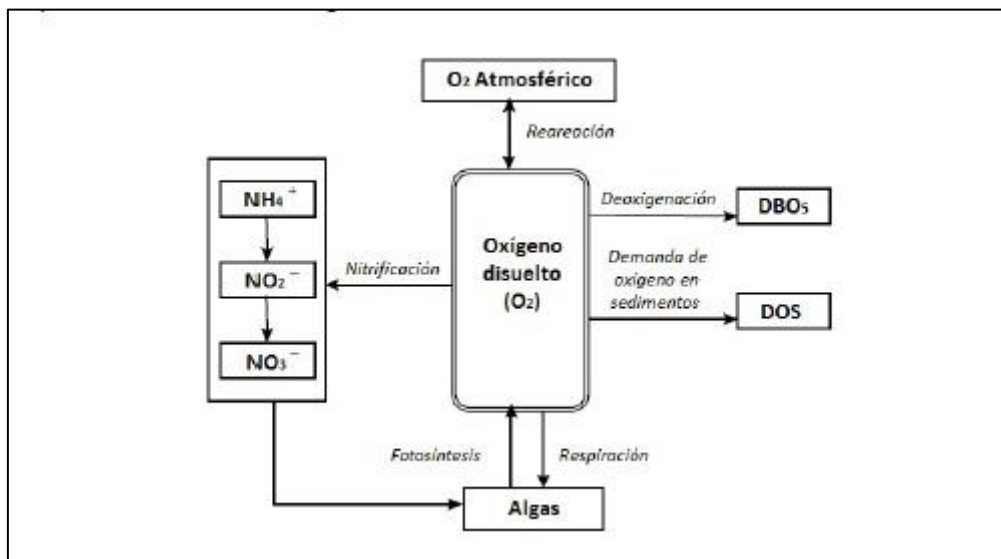 O₂ Atmosférico
Reareación
NH₄⁺
NO₂⁻
NO₃⁻
Nitrificación
Oxígeno
disuelto
(O₂)
Deoxigenación
DBO₅
Demanda de
oxígeno en
sedimentos
DOS
Fotosíntesis
Respiración
Algas